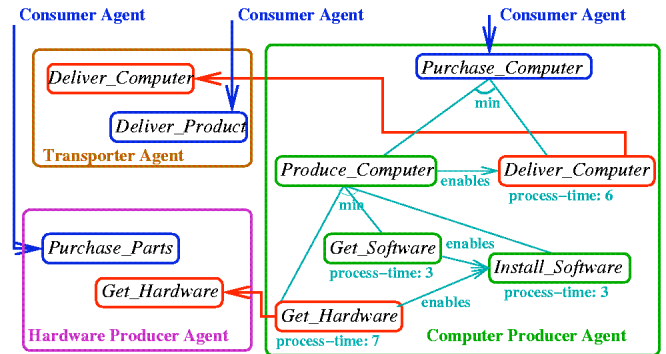 Consumer Agent
Consumer Agent
Consumer Agent
Deliver_Computer
Purchase_Computer
min
Deliver_Product
Transporter Agent
Produce_Computer
enables
Deliver_Computer
process-time: 6
min
Purchase_Parts
Get_Software
enables
process-time: 3
Install_Software
process-time: 3
Get_Hardware
enables
Get_Hardware
process-time: 7
Hardware Producer Agent
Computer Producer Agent